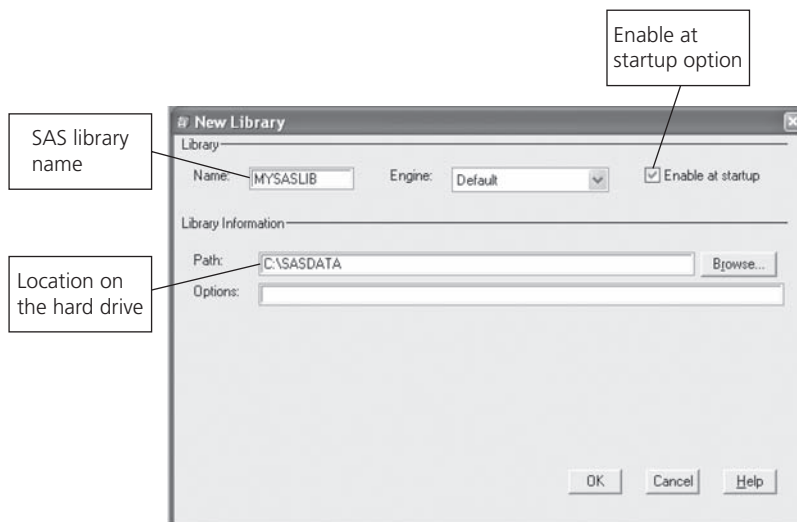 Enable at
startup option
SAS library
name
New Library
Library
Name: MYSASLIB Engine: Default Enable at startup
Library Information
Location on
the hard drive
Path: C:\SASDATA Browse...
Options:
OK Cancel Help